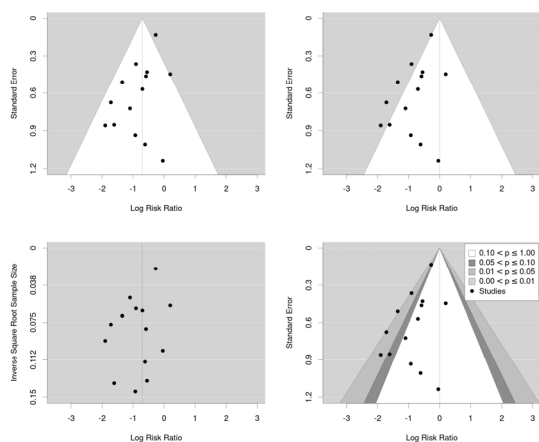 0
0.3
0.6
0.9
1.2
Standard Error
-3 -2 -1 0 1 2 3
Log Risk Ratio
0
0.3
0.6
0.9
1.2
Standard Error
-3 -2 -1 0 1 2 3
Log Risk Ratio
0
0.038
0.075
0.112
0.15
Inverse Square Root Sample Size
-3 -2 -1 0 1 2 3
Log Risk Ratio
0
0.3
0.6
0.9
1.2
Standard Error
0.10 < p ≤ 1.00
0.05 < p ≤ 0.10
0.01 < p ≤ 0.05
0.00 < p ≤ 0.01
Studies
-3 -2 -1 0 1 2 3
Log Risk Ratio